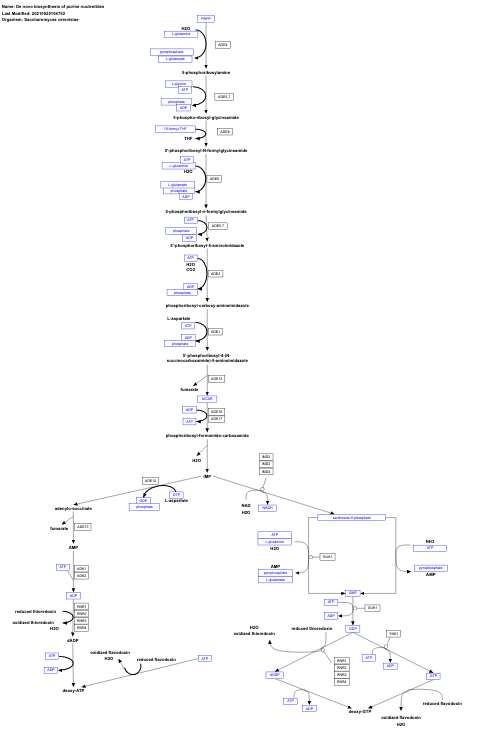 Name: De novo biosynthesis of purine nucleotides
Last Modified: 20210525104752
Organism: Saccharomyces cerevisiae
PRPP
H2O
L-glutamine
ADE4
pyrophosphate
L-glutamate
5-phosphoribosylamine
L-glycine
ATP
ADE5,7
phosphate
ADP
5-phospho-ribosyl-glycineamide
10-formyl-THF
ADE8
THF
5'-phosphoribosyl-N-formylglycineamide
ATP
L-glutamine
H2O
ADE6
L-glutamate
phosphate
ADP
5-phosphoribosyl-n-formylglycineamide
ATP
ADE5,7
phosphate
ADP
5'-phosphoribosyl-5-aminoimidazole
ATP
H2O
CO2
ADE2
ADP
phosphate
phosphoribosyl-carboxy-aminoimidazole
L-aspartate
ATP
ADE1
ADP
phosphate
5'-phosphoribosyl-4-(N-
succinocarboxamide)-5-aminoimidazole
ADE13
fumarate
AICAR
ADP
ADE16
ADE17
ATP
phosphoribosyl-formamido-carboxamide
H2O
IMP
IMD2
IMD3
IMD4
ADE12
GDP
GTP
L-aspartate
phosphate
NAD
NADH
H2O
adenylo-succinate
fumarate
ADE13
xanthosine-5-phosphate
AMP
ATP
L-glutamine
H2O
GUA1
AMP
pyrophosphate
L-glutamate
NH3
ATP
pyrophosphate
AMP
ATP
ADK1
ADK2
ADP
GMP
ATP
GUK1
ADP
GDP
reduced thioredoxin
oxidized thioredoxin
H2O
RNR1
RNR2
RNR3
RNR4
dADP
H2O
oxidized thioredoxin
reduced thioredoxin
YNK1
ATP
ADP
RNR1
RNR2
RNR3
RNR4
ATP
ADP
oxidized flavodoxin
H2O
reduced flavodoxin
ATP
deoxy-ATP
dGDP
GTP
ATP
ADP
deoxy-GTP
reduced flavodoxin
oxidized flavodoxin
H2O